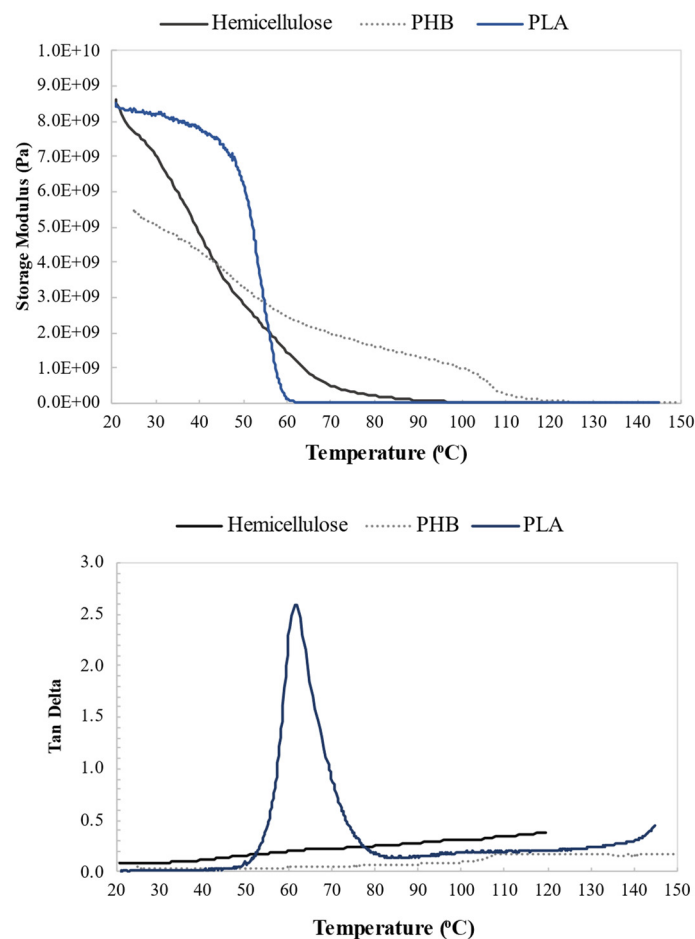 Hemicellulose PHB PLA
1.0E+10
9.0E+09
8.0E+09
7.0E+09
6.0E+09
5.0E+09
4.0E+09
3.0E+09
2.0E+09
1.0E+09
0.0E+00
Storage Modulus (Pa)
20 30 40 50 60 70 80 90 100 110 120 130 140 150
Temperature (ºC)
Hemicellulose PHB PLA
3.0
2.5
2.0
1.5
1.0
0.5
0.0
Tan Delta
20 30 40 50 60 70 80 90 100 110 120 130 140 150
Temperature (ºC)